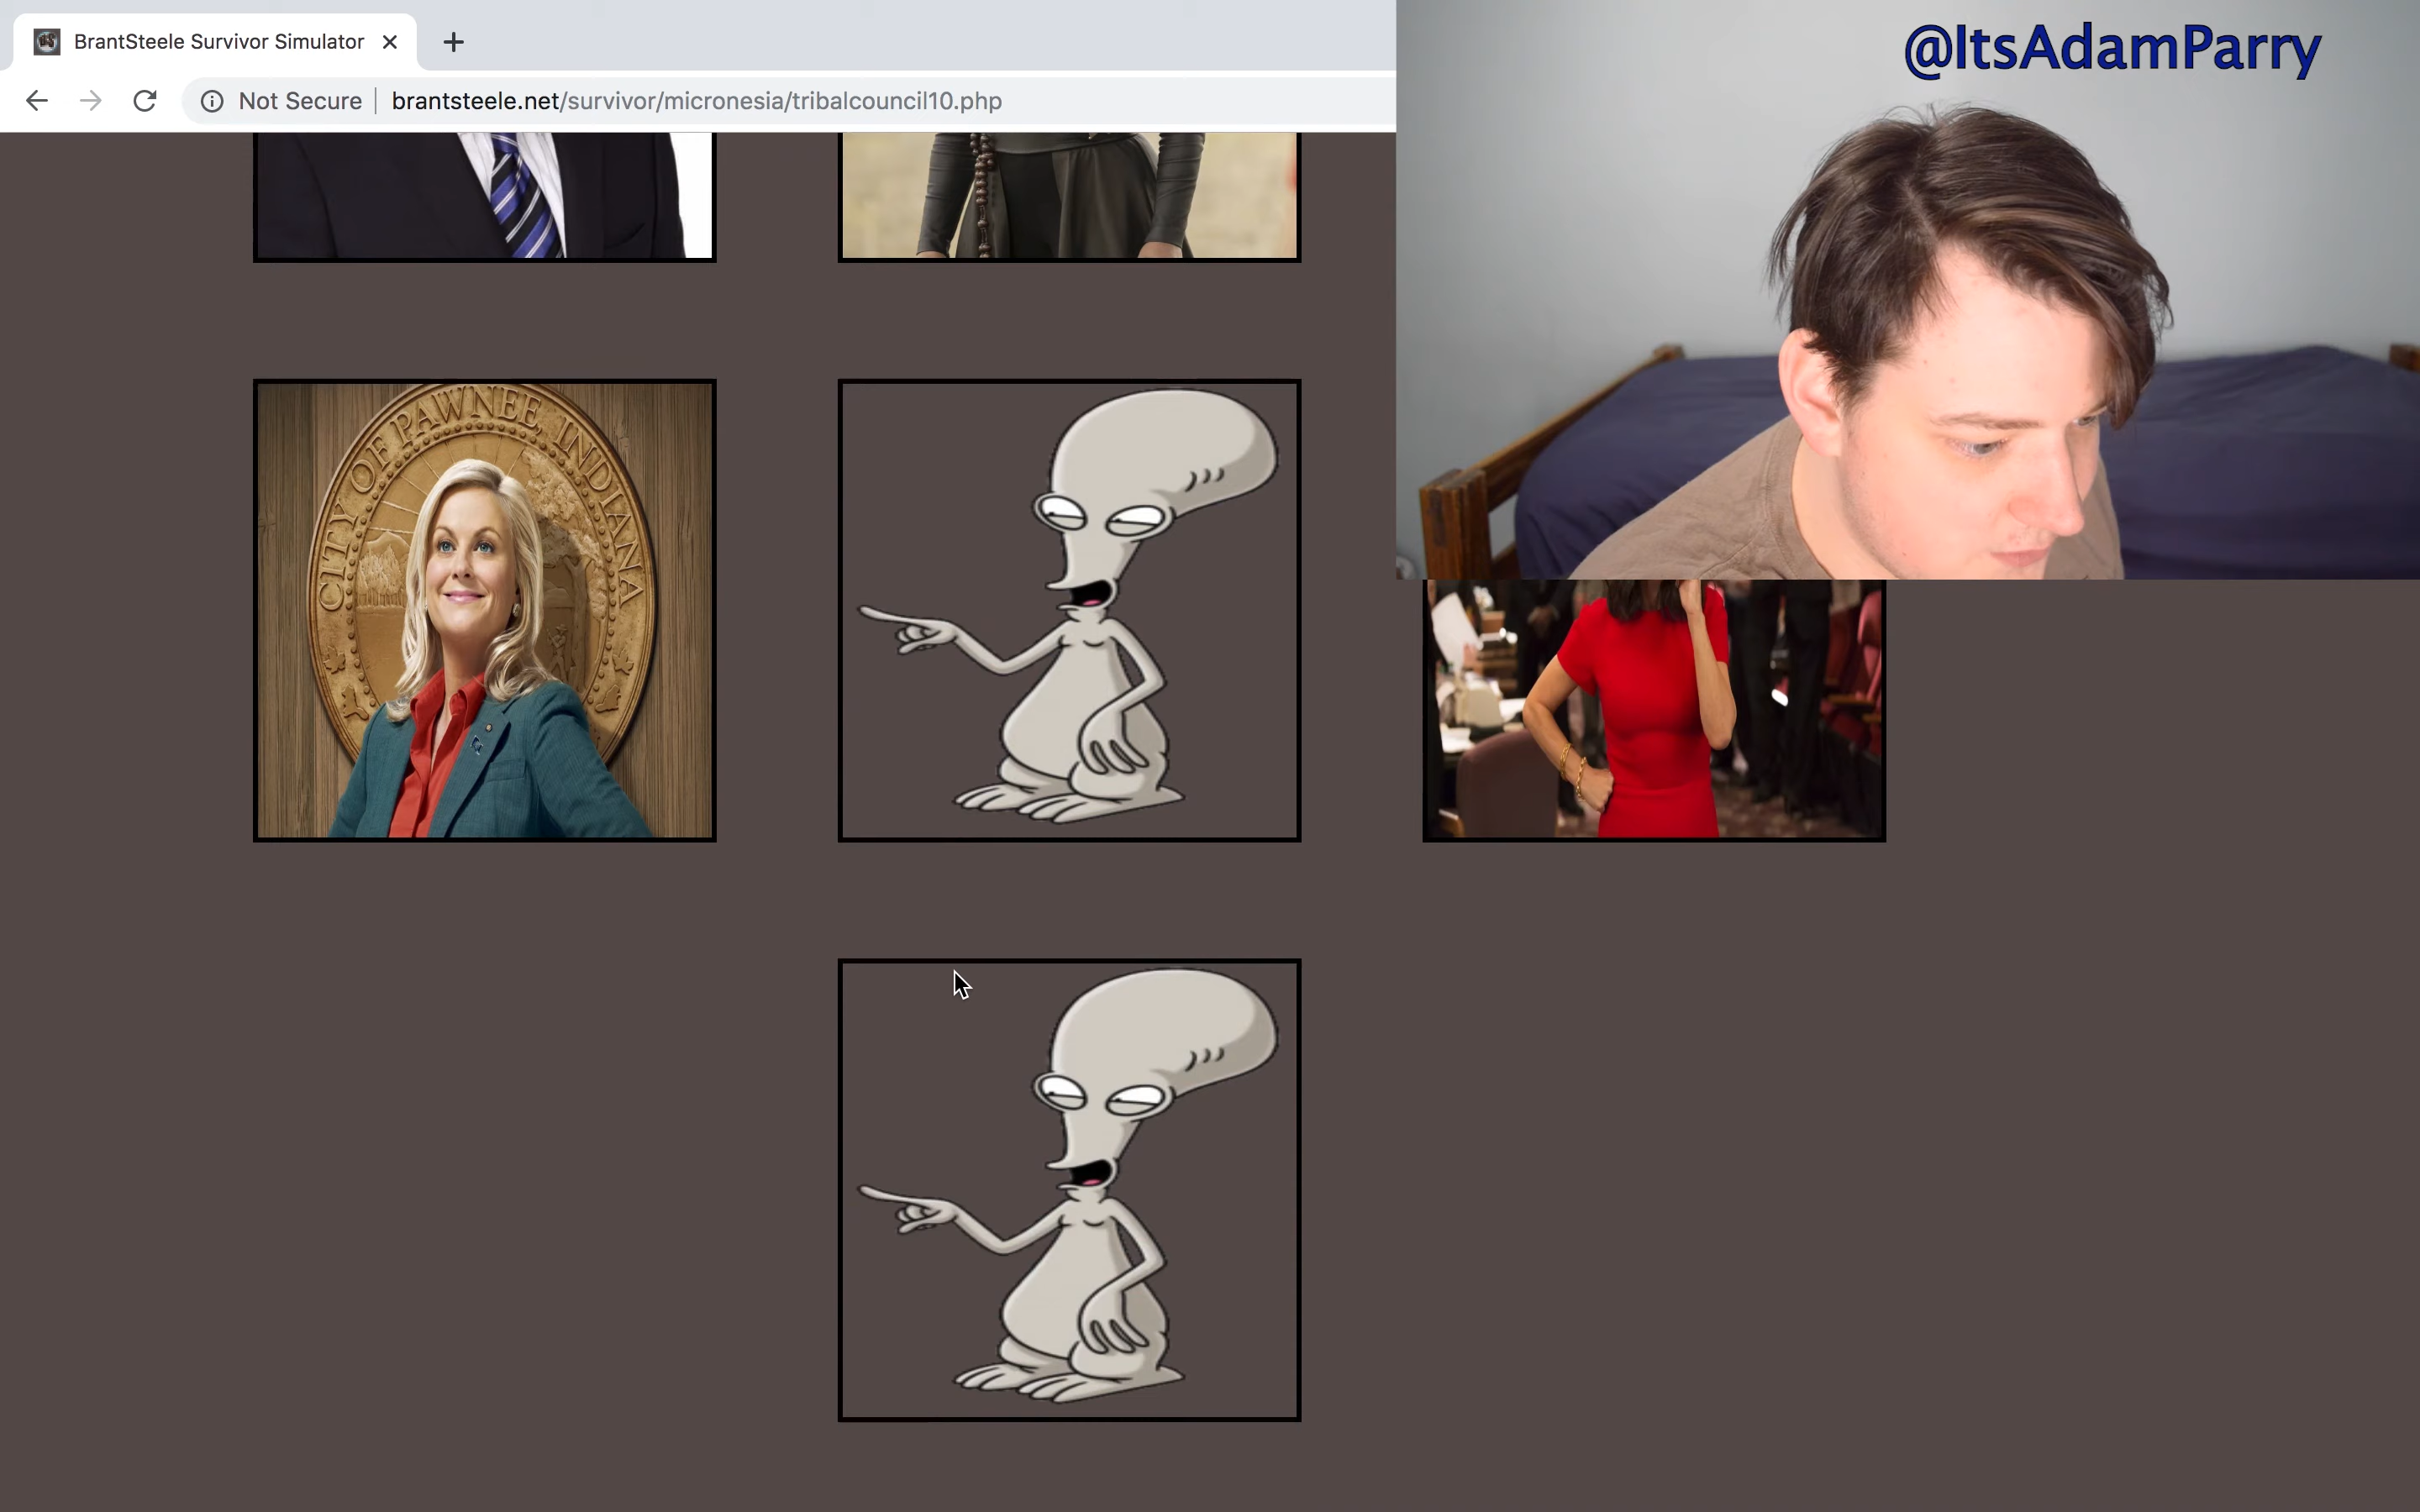 BrantSteele Survivor Simulator
@ItsAdamParry
Not Secure
brantsteele.net/survivor/micronesia/tribalcouncil10.php
CITY OF PAWNEE, INDIANA